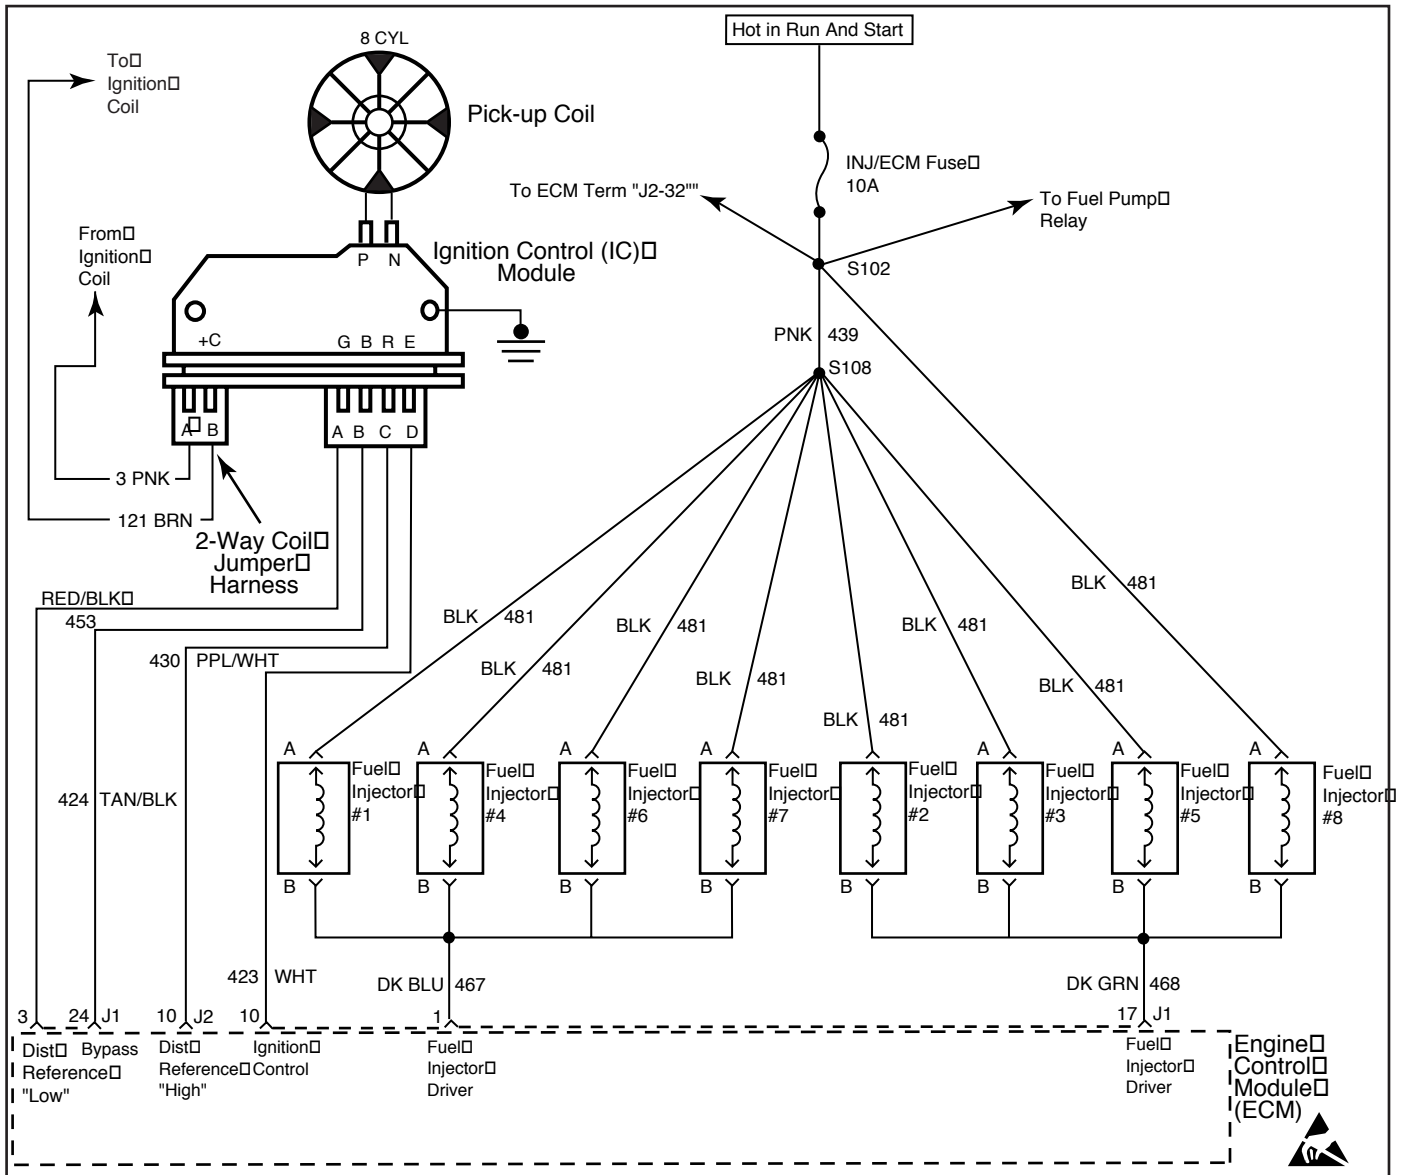 Hot in Run And Start
8 CYL
To□
Ignition□
Coil
Pick-up Coil
INJ/ECM Fuse□
10A
To ECM Term "J2-32""
To Fuel Pump□
Relay
From□
Ignition□
Coil
P N
Ignition Control (IC)□
Module
S102
+C
G B R E
PNK 439
S108
A□ B
A B C D
3 PNK
121 BRN
2-Way Coil□
Jumper□
Harness
RED/BLK□
453
430 PPL/WHT
BLK 481
BLK 481
BLK 481
BLK 481
BLK 481
BLK 481
BLK 481
BLK 481
A A A A A A A
Fuel□
Injector□
#1
Fuel□
Injector□
#4
Fuel□
Injector□
#6
Fuel□
Injector□
#7
Fuel□
Injector□
#2
Fuel□
Injector□
#3
Fuel□
Injector□
#5
Fuel□
Injector□
#8
424 TAN/BLK
B B B B B B B B
423 WHT
DK BLU 467
DK GRN 468
3 24 J1 10 J2 10 1 17 J1
Dist□
Reference□
"Low"
Bypass
Dist□
Reference□
"High"
Ignition□
Control
Fuel□
Injector□
Driver
Fuel□
Injector□
Driver
Engine□
Control□
Module□
(ECM)